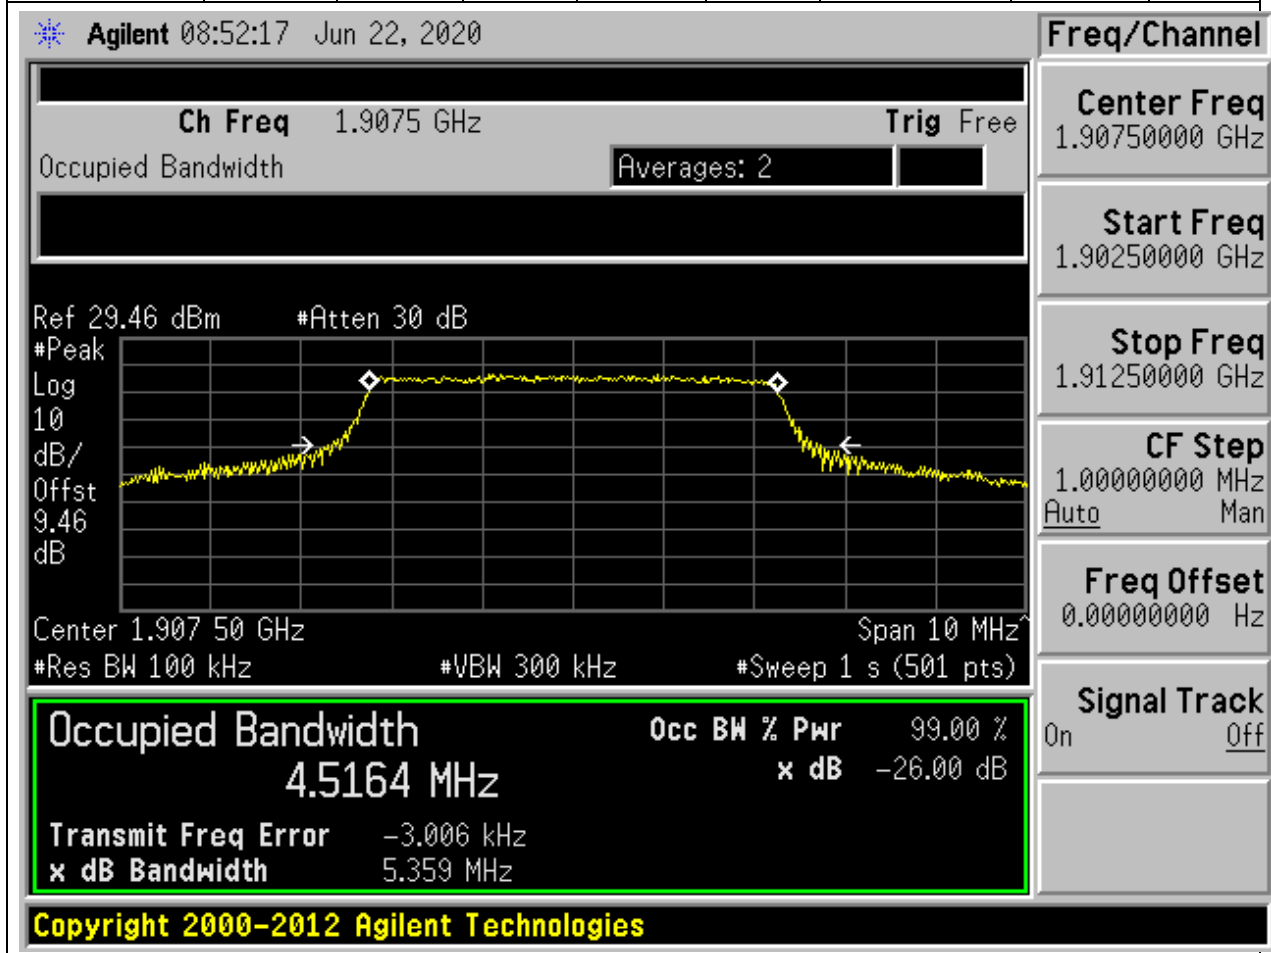 Agilent 08:52:17 Jun 22, 2020
Freq/Channel
Ch Freq 1.9075 GHz Trig Free
Occupied Bandwidth Averages: 2
Center Freq
1.90750000 GHz
Start Freq
1.90250000 GHz
Stop Freq
1.91250000 GHz
CF Step
1.00000000 MHz
Auto Man
Freq Offset
0.00000000 Hz
Signal Track
On Off
Ref 29.46 dBm #Atten 30 dB
#Peak
Log
10
dB/
Offst
9.46
dB
Center 1.907 50 GHz Span 10 MHz^
#Res BW 100 kHz #VBW 300 kHz #Sweep 1 s (501 pts)
Occupied Bandwidth Occ BW % Pwr 99.00 %
4.5164 MHz x dB -26.00 dB
Transmit Freq Error -3.006 kHz
x dB Bandwidth 5.359 MHz
Copyright 2000-2012 Agilent Technologies